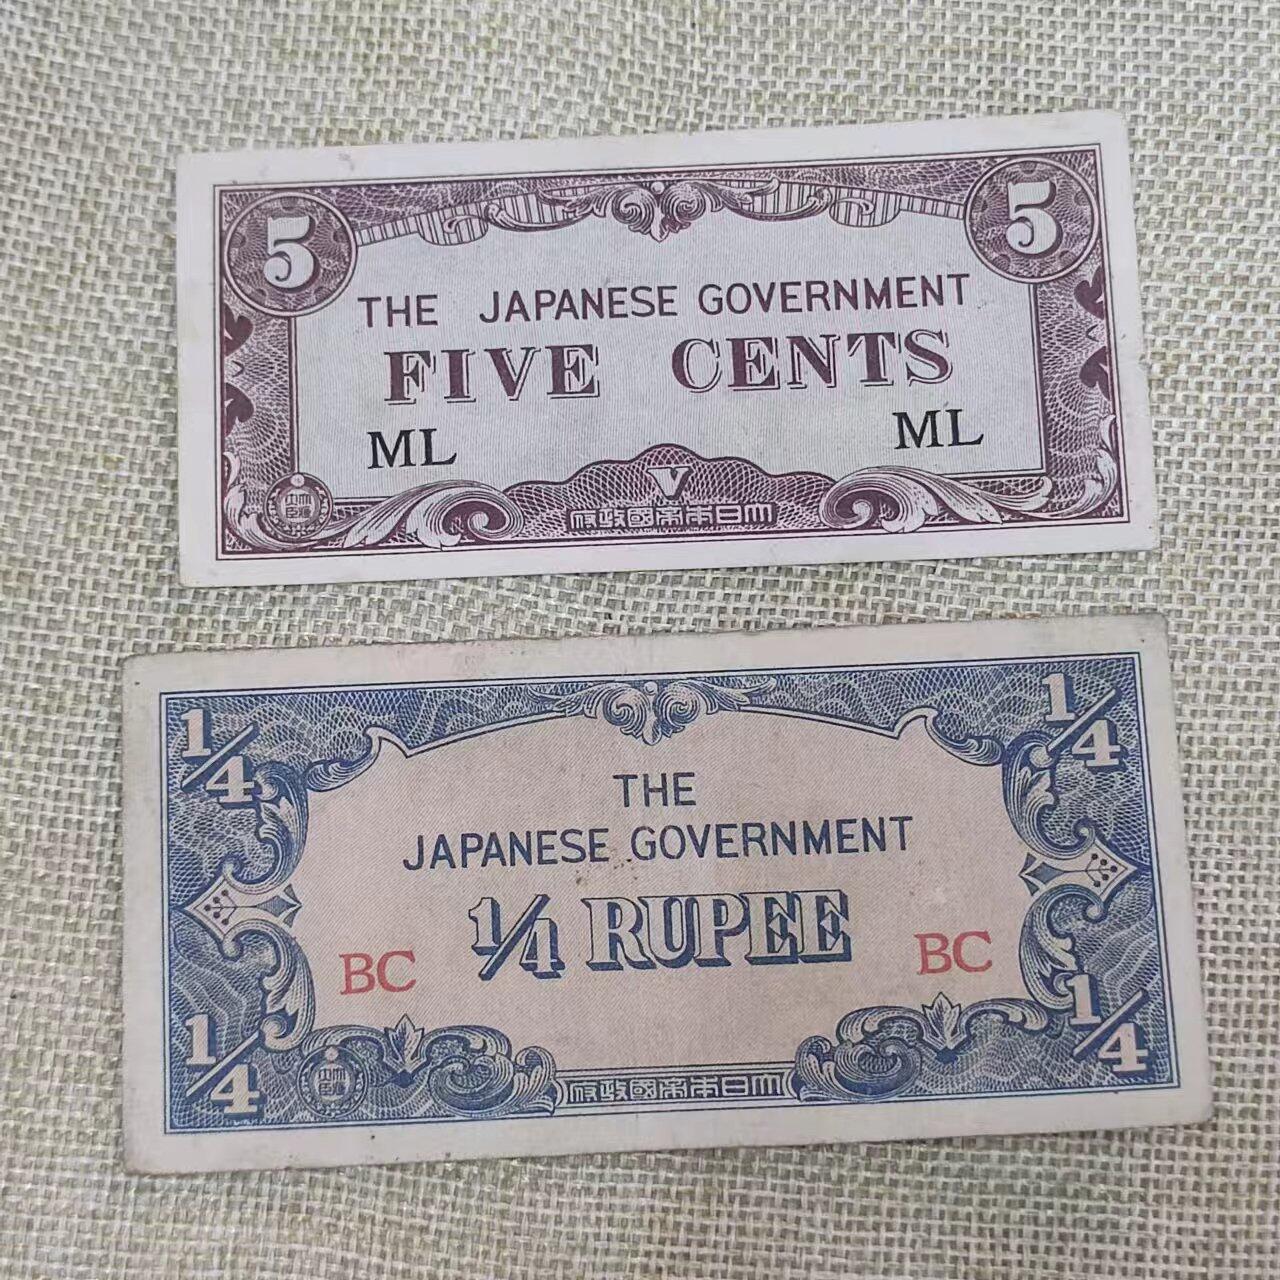 5 5
THE JAPANESE GOVERNMENT
FIVE CENTS
ML ML
V
府政國帝本日大
1/4 1/4
THE
JAPANESE GOVERNMENT
1/4 RUPEE
BC BC
1/4 1/4
府政國帝本日大